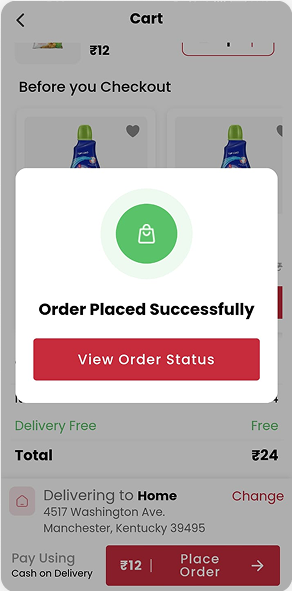 Cart
₹12
Before you Checkout
Order Placed Successfully
View Order Status
Delivery Free Free
Total ₹24
Delivering to Home Change
4517 Washington Ave.
Manchester, Kentucky 39495
Pay Using
Cash on Delivery
₹12 | Place
Order